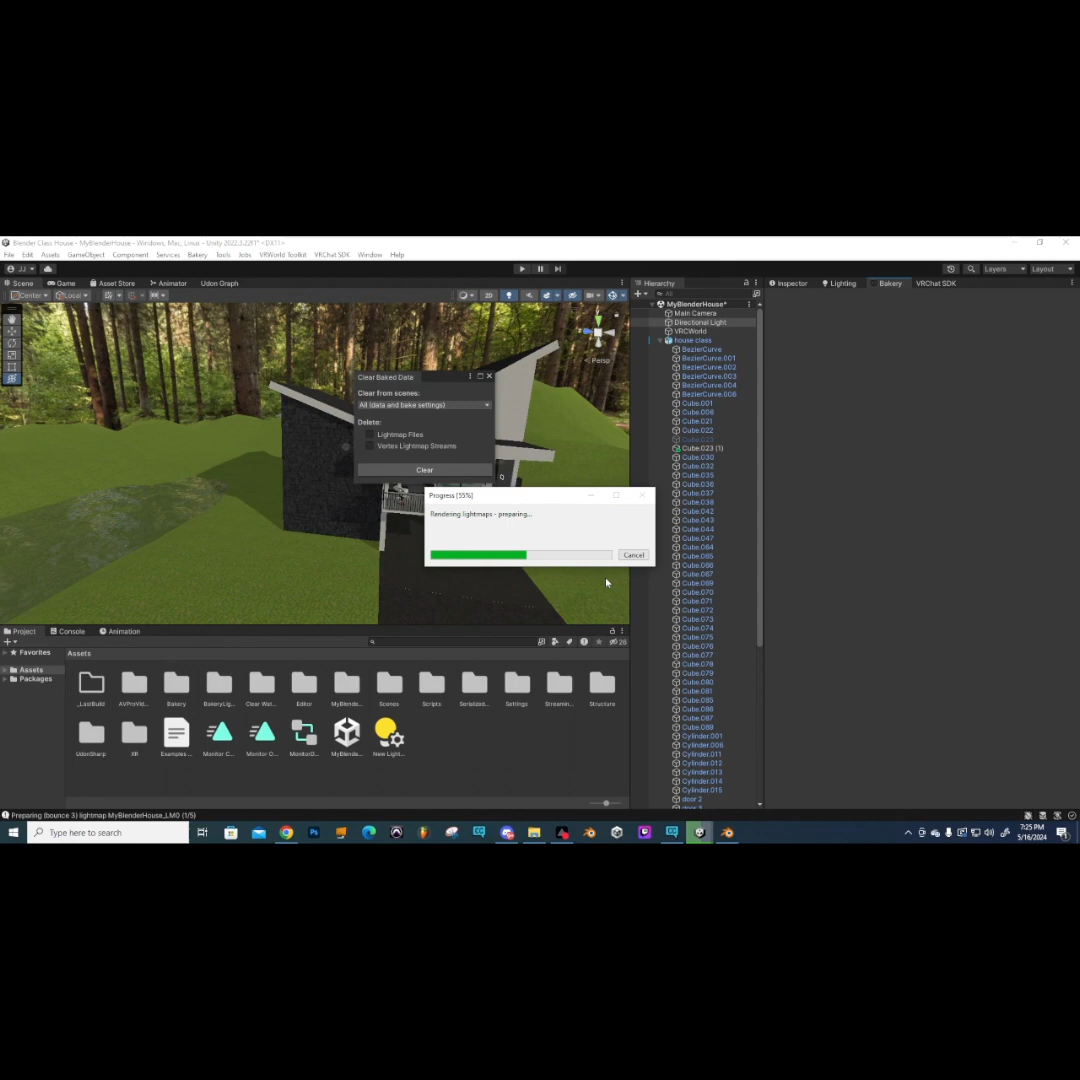 Blender Class House - MyBlenderHouse - Windows, Mac, Linux - Unity 2022.3.22f1* <DX11>
File Edit Assets GameObject Component Services Bakery Tools Jobs VRWorld Toolkit VRChat SDK Window Help
JJ Layers Layout
Scene Game Asset Store Animator Udon Graph
Hierarchy
Inspector Lighting Bakery VRChat SDK
Center Local 2D
All
MyBlenderHouse*
Main Camera
Directional Light
VRCWorld
house class
BezierCurve
BezierCurve.001
BezierCurve.002
BezierCurve.003
BezierCurve.004
BezierCurve.006
Cube.001
Cube.006
Cube.021
Cube.022
Cube.023
Cube.023 (1)
Cube.030
Cube.032
Cube.035
Cube.036
Cube.037
Cube.038
Cube.042
Cube.043
Cube.044
Cube.047
Cube.064
Cube.065
Cube.066
Cube.067
Cube.069
Cube.070
Cube.071
Cube.072
Cube.073
Cube.074
Cube.075
Cube.076
Cube.077
Cube.078
Cube.079
Cube.080
Cube.081
Cube.085
Cube.086
Cube.087
Cube.089
Cylinder.001
Cylinder.006
Cylinder.011
Cylinder.012
Cylinder.013
Cylinder.014
Cylinder.015
door 2
Persp
Clear Baked Data
Clear from scenes:
All (data and bake settings)
Delete:
Lightmap Files
Vertex Lightmap Streams
Clear
Progress [55%]
Rendering lightmaps - preparing...
Cancel
Project Console Animation
26
Favorites
Assets
Packages
Assets
_LastBuild AVProVid... Bakery BakeryLig... Clear Wat... Editor MyBlende... Scenes Scripts Serialized... Settings Streamin... Structure
UdonSharp XR Examples ... Monitor C... Monitor D... MonitorD... MyBlende... New Light...
Preparing (bounce 3) lightmap MyBlenderHouse_LM0 (1/5)
Type here to search
7:25 PM
5/16/2024